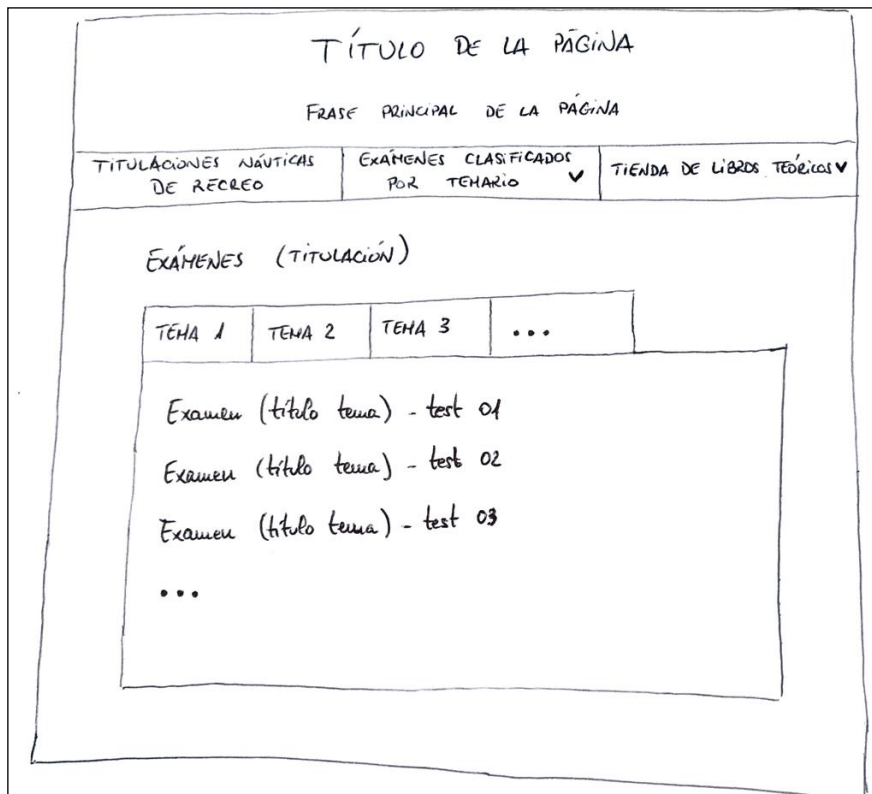 TÍTULO DE LA PÁGINA
FRASE PRINCIPAL DE LA PÁGINA
TITULACIONES NÁUTICAS
DE RECREO
EXÁMENES CLASIFICADOS
POR TEMARIO
TIENDA DE LIBROS TEÓRICOS
EXÁMENES (TITULACIÓN)
TEMA 1 TEMA 2 TEMA 3 ...
Examen (título tema) - test 01
Examen (título tema) - test 02
Examen (título tema) - test 03
...